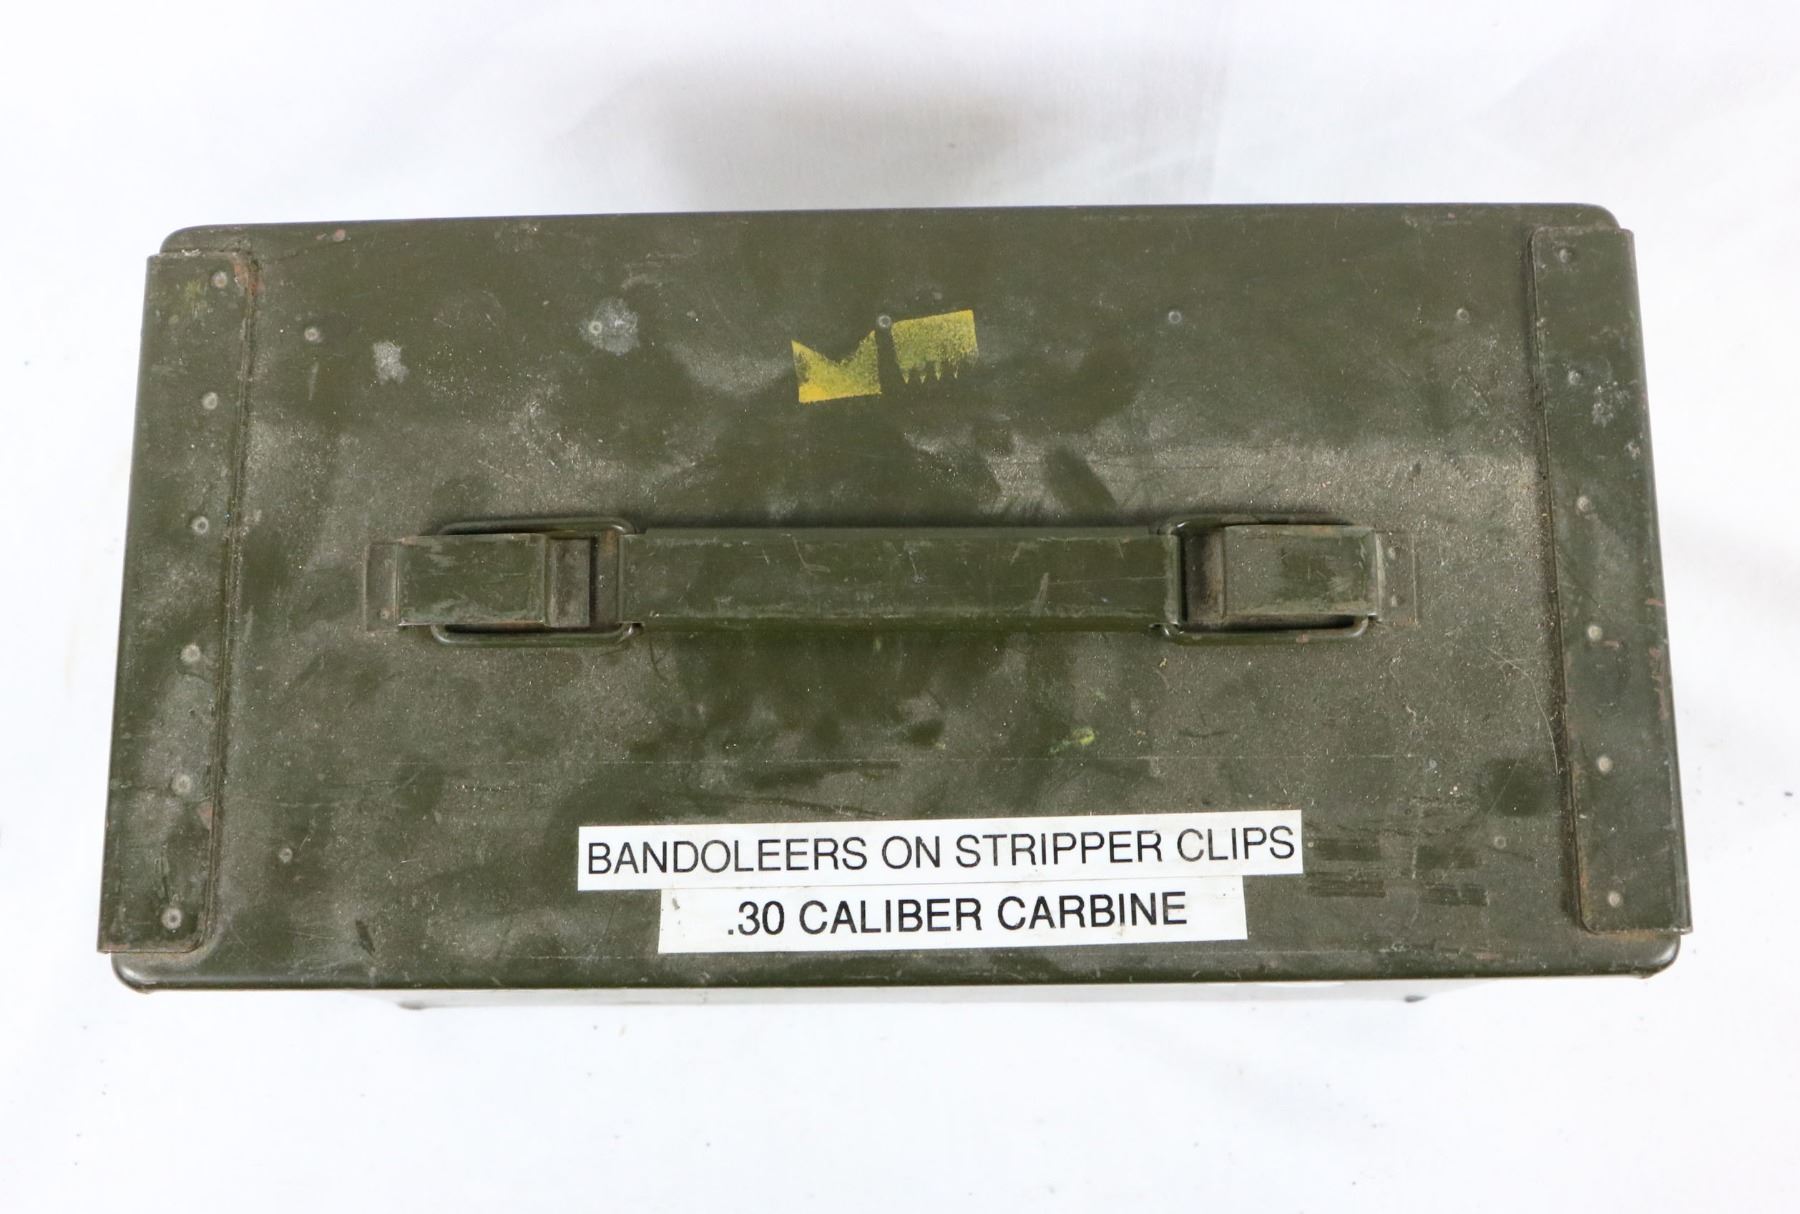 BANDOLEERS ON STRIPPER CLIPS
.30 CALIBER CARBINE